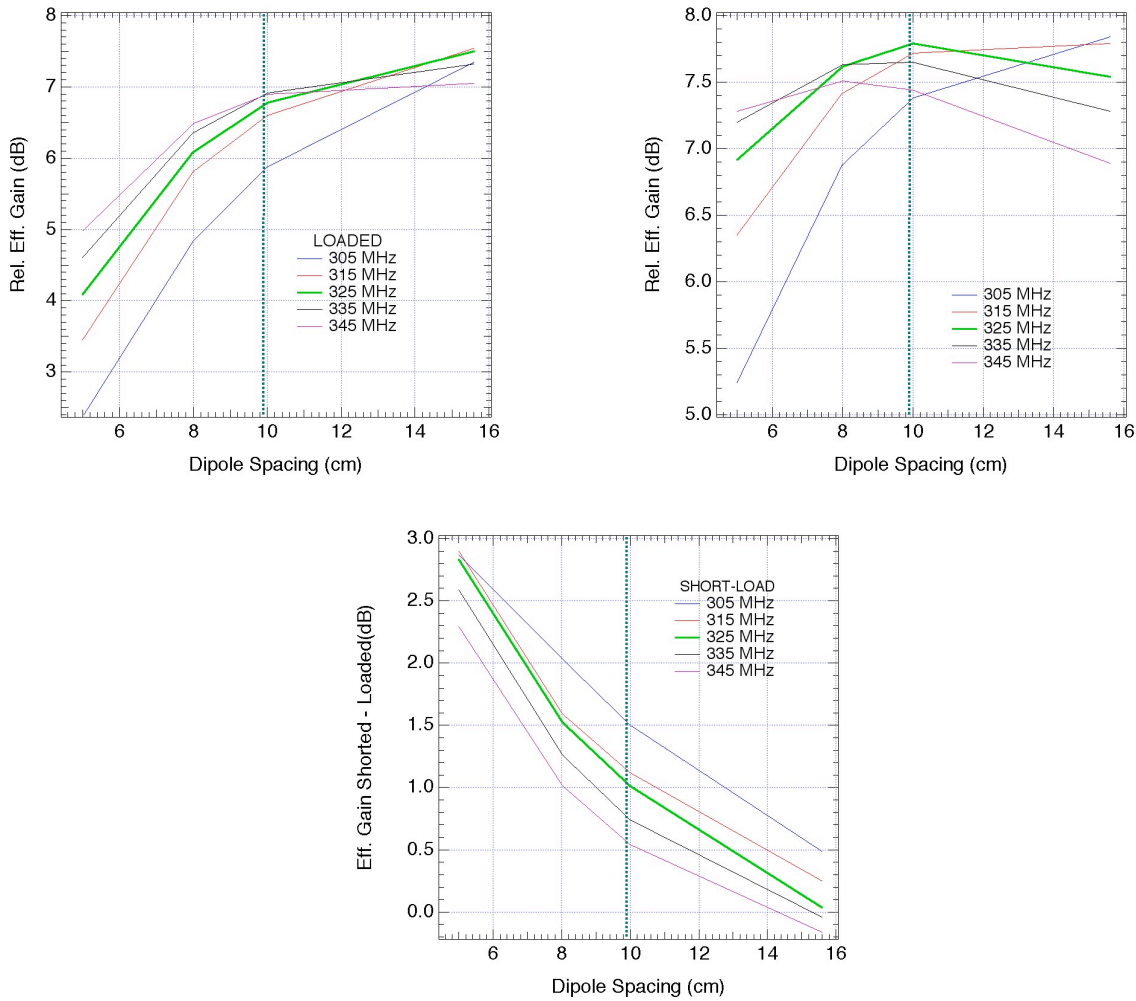 8
7
6
5
4
3
Rel. Eff. Gain (dB)
LOADED
305 MHz
315 MHz
325 MHz
335 MHz
345 MHz
6 8 10 12 14 16
Dipole Spacing (cm)
8.0
7.5
7.0
6.5
6.0
5.5
5.0
Rel. Eff. Gain (dB)
305 MHz
315 MHz
325 MHz
335 MHz
345 MHz
6 8 10 12 14 16
Dipole Spacing (cm)
3.0
2.5
2.0
1.5
1.0
0.5
0.0
Eff. Gain Shorted - Loaded(dB)
SHORT-LOAD
305 MHz
315 MHz
325 MHz
335 MHz
345 MHz
6 8 10 12 14 16
Dipole Spacing (cm)